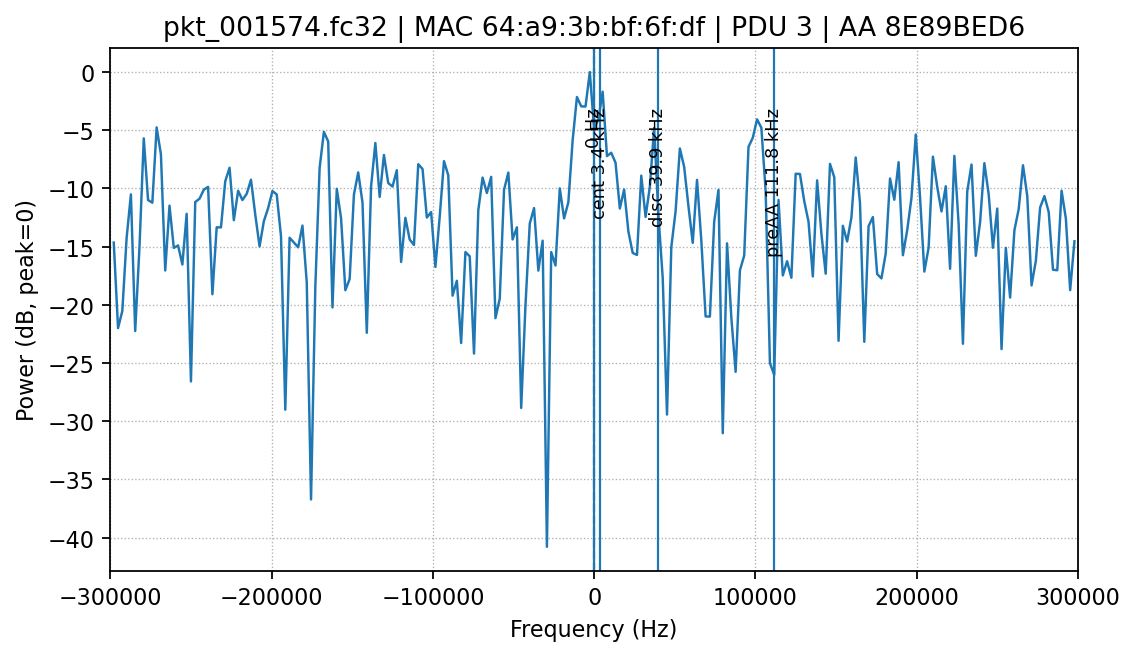 pkt_001574.fc32 | MAC 64:a9:3b:bf:6f:df | PDU 3 | AA 8E89BED6
Power (dB, peak=0)
0
−5
−10
−15
−20
−25
−30
−35
−40
0 Hz
cent 3.4 kHz
disc 39.9 kHz
preAA 111.8 kHz
−300000
−200000
−100000
0
100000
200000
300000
Frequency (Hz)